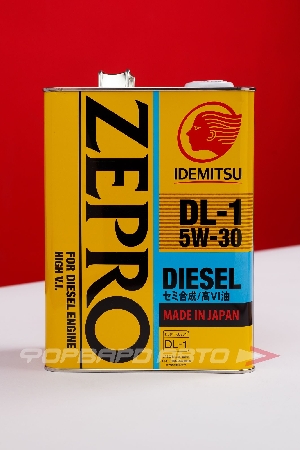 ZEPRO
FOR DIESEL ENGINE
HIGH V.I.
IDEMITSU
DL-1
5W-30
DIESEL
セミ合成/高VI油
MADE IN JAPAN
DL-1
ФОРВАРД АВТО